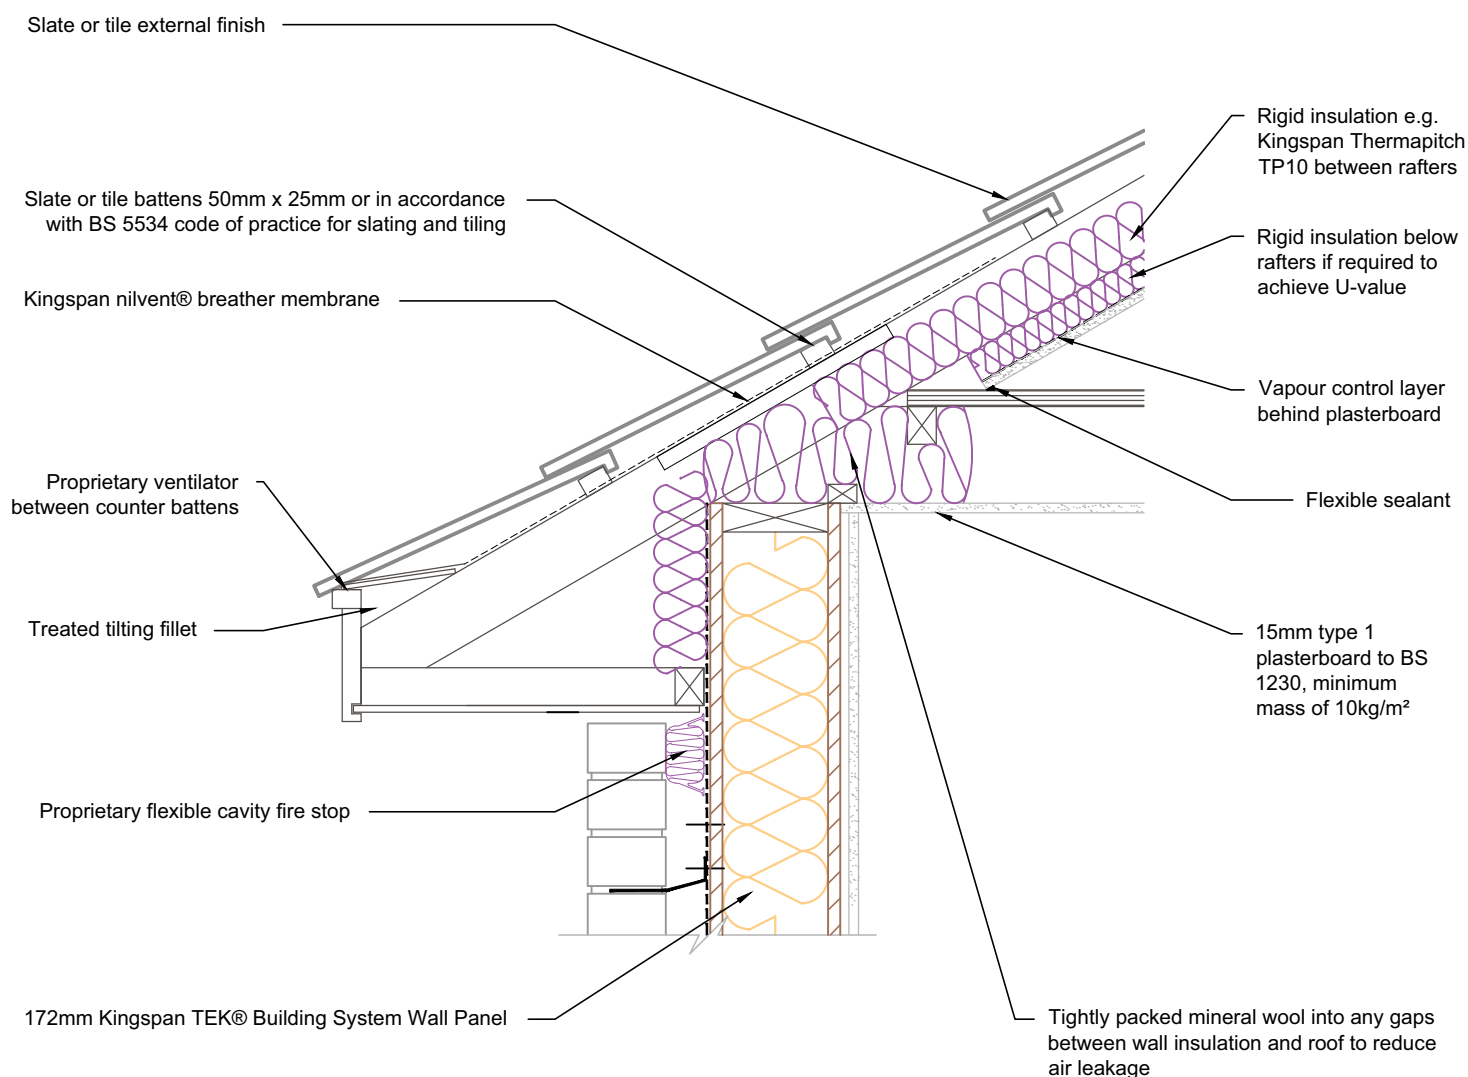 Slate or tile external finish
Rigid insulation e.g.
Kingspan Thermapitch
TP10 between rafters
Slate or tile battens 50mm x 25mm or in accordance
with BS 5534 code of practice for slating and tiling
Rigid insulation below
rafters if required to
achieve U-value
Kingspan nilvent® breather membrane
Vapour control layer
behind plasterboard
Proprietary ventilator
between counter battens
Flexible sealant
Treated tilting fillet
15mm type 1
plasterboard to BS
1230, minimum
mass of 10kg/m²
Proprietary flexible cavity fire stop
172mm Kingspan TEK® Building System Wall Panel
Tightly packed mineral wool into any gaps
between wall insulation and roof to reduce
air leakage